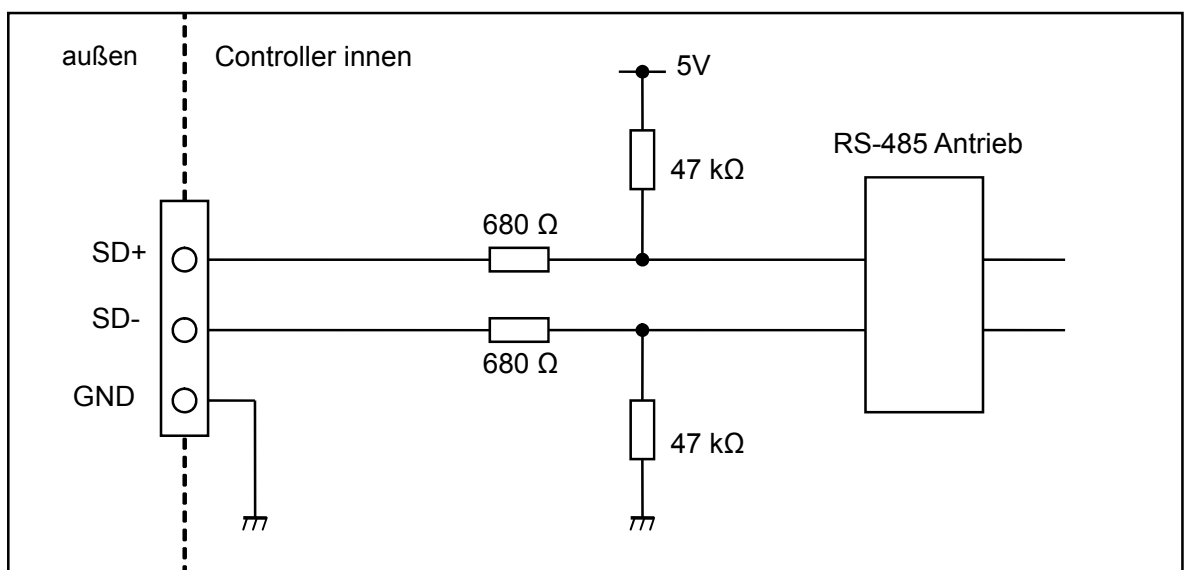 außen
Controller innen
5V
RS-485 Antrieb
47 kΩ
680 Ω
SD+
SD-
680 Ω
GND
47 kΩ